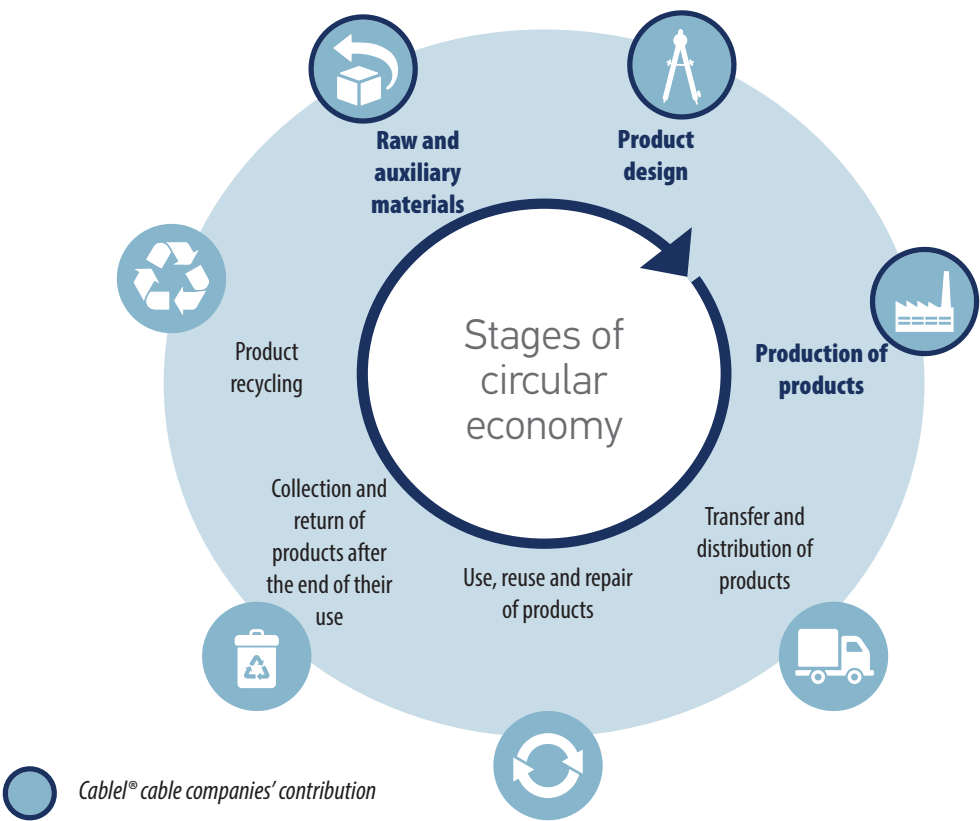 Raw and
auxiliary
materials
Product
design
Production of
products
Transfer and
distribution of
products
Use, reuse and repair
of products
Collection and
return of
products after
the end of their
use
Product
recycling
Stages of
circular
economy
Cablel® cable companies’ contribution